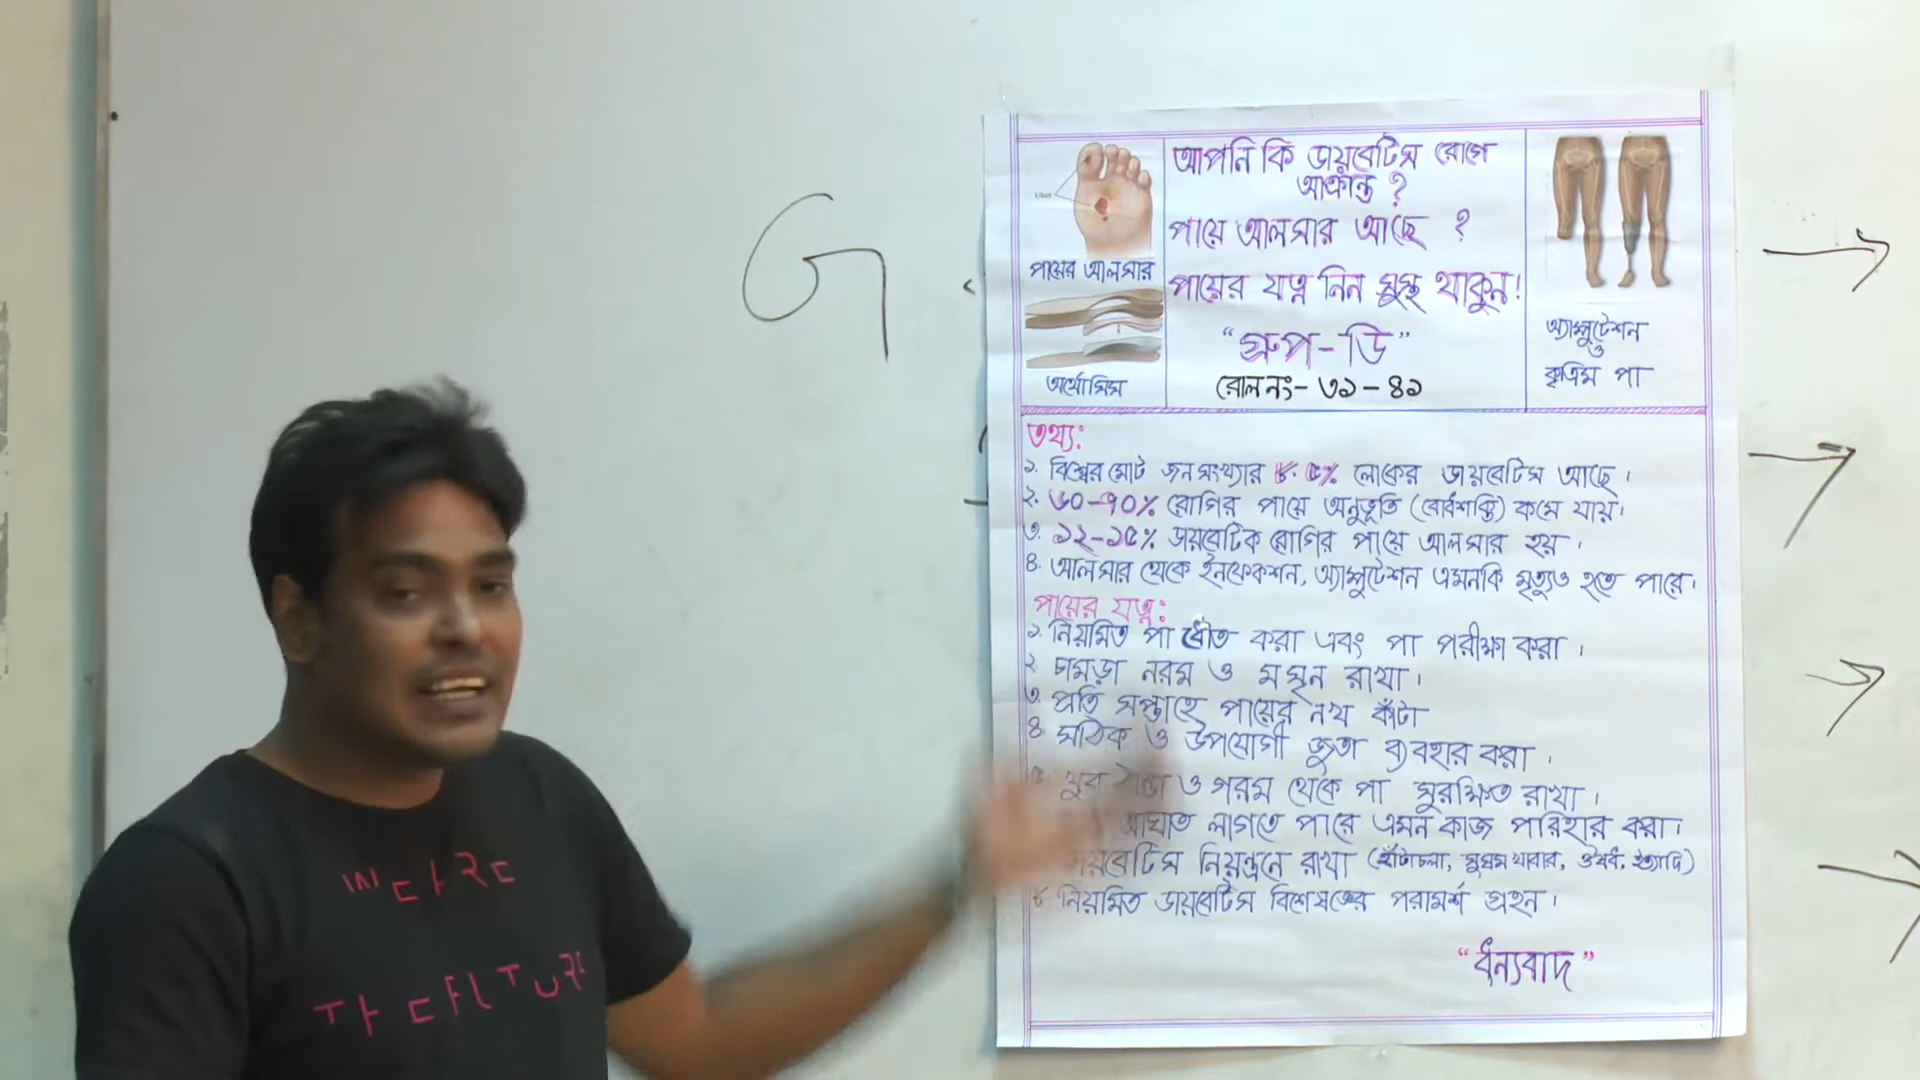 G
আপনি কি ডায়বেটিস রোগে
আক্রান্ত ?
পায়ে আলসার আছে ?
পায়ের যত্ন নিন সুস্থ থাকুন!
"গ্রুপ-ডি"
রোল নং- ৩১-৪১
Ulcer
পায়ের আলসার
অর্থোসিস
অ্যাম্পুটেশন
ও
কৃত্রিম পা
তথ্য:
১. বিশ্বের মোট জনসংখ্যার ৮.৫% লোকের ডায়বেটিস আছে।
২. ৬০-৭০% রোগির পায়ে অনুভূতি (বোধশক্তি) কমে যায়।
৩. ১২-১৫% ডায়বেটিক রোগির পায়ে আলসার হয়।
৪. আলসার থেকে ইনফেকশন, অ্যাম্পুটেশন এমনকি মৃত্যুও হতে পারে।
পায়ের যত্ন:
১. নিয়মিত পা ধৌত করা এবং পা পরীক্ষা করা।
২. চামড়া নরম ও মসৃন রাখা।
৩. প্রতি সপ্তাহে পায়ের নখ কাঁটা
৪. সঠিক ও উপযোগী জুতা ব্যবহার করা।
ও গরম থেকে পা সুরক্ষিত রাখা।
আঘাত লাগতে পারে এমন কাজ পরিহার করা।
নিয়ন্ত্রনে রাখা (হাঁটাচলা, সুষম খাবার, ঔষধ, ইত্যাদি)
৮. নিয়মিত ডায়বেটিস বিশেষজ্ঞের পরামর্শ গ্রহন।
"ধন্যবাদ"